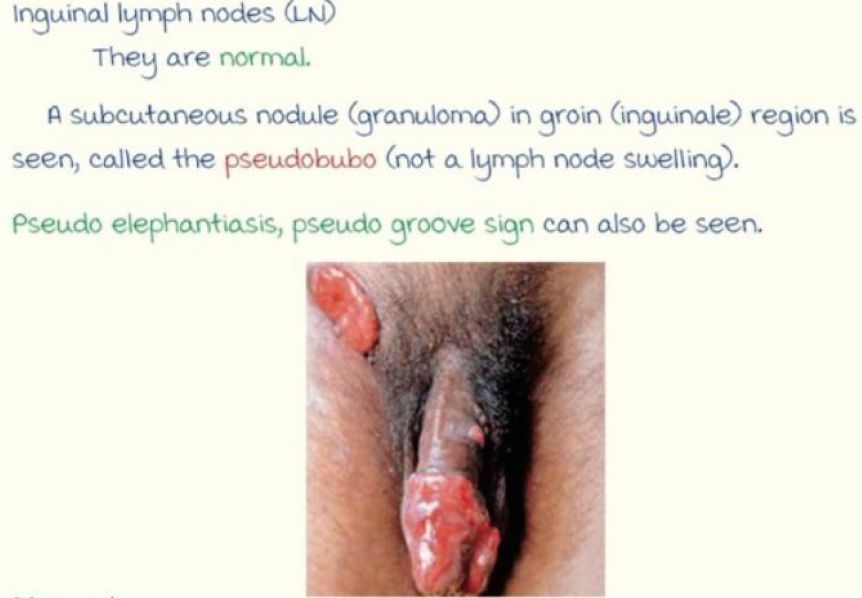 Inguinal lymph nodes (LN)
They are normal.
A subcutaneous nodule (granuloma) in groin (inguinale) region is
seen, called the pseudobubo (not a lymph node swelling).
Pseudo elephantiasis, pseudo groove sign can also be seen.